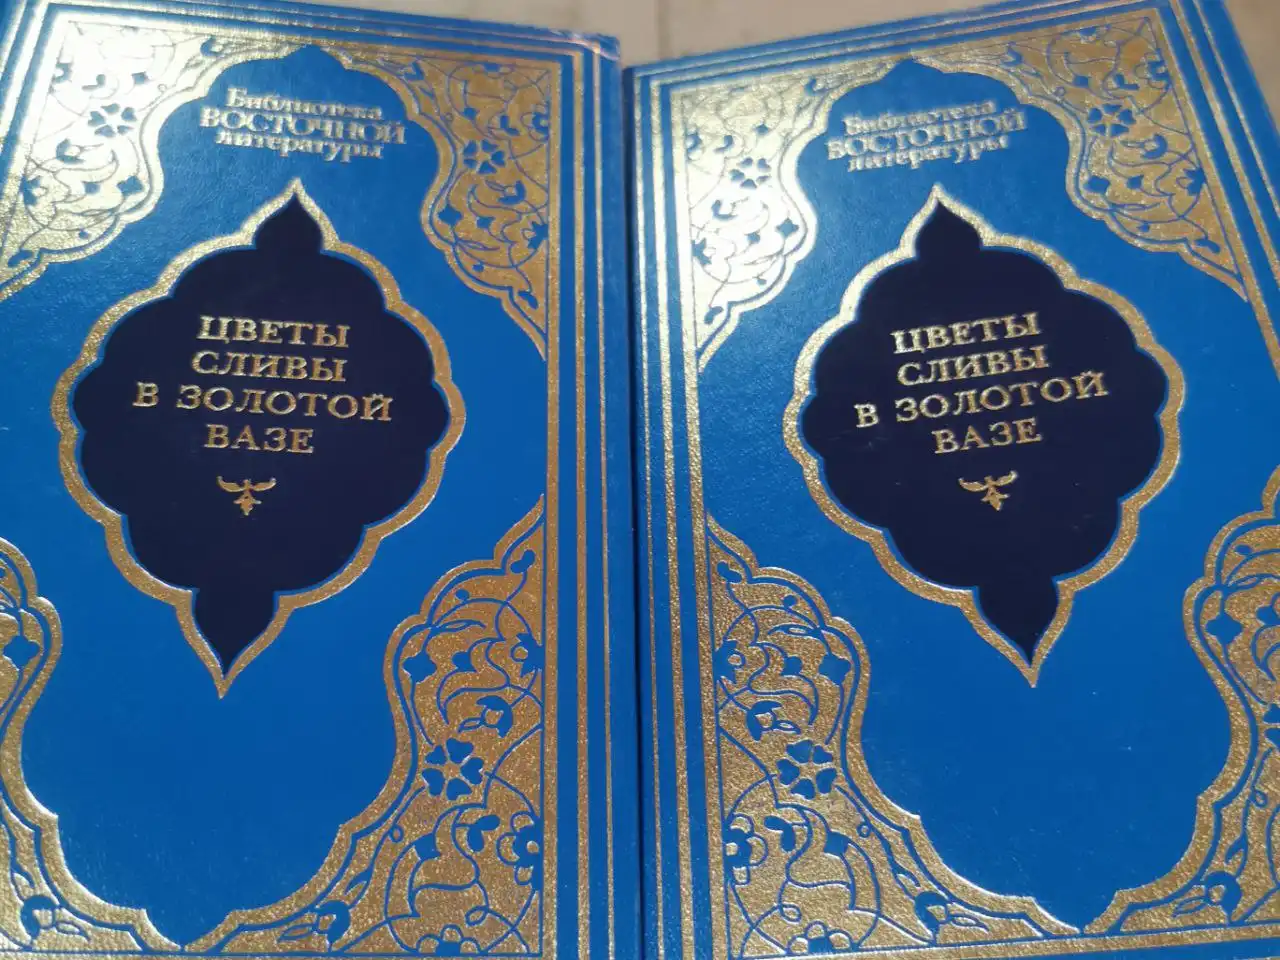 Библиотека
ВОСТОЧНОЙ
литературы
ЦВЕТЫ
СЛИВЫ
В ЗОЛОТОЙ
ВАЗЕ
Библиотека
ВОСТОЧНОЙ
литературы
ЦВЕТЫ
СЛИВЫ
В ЗОЛОТОЙ
ВАЗЕ